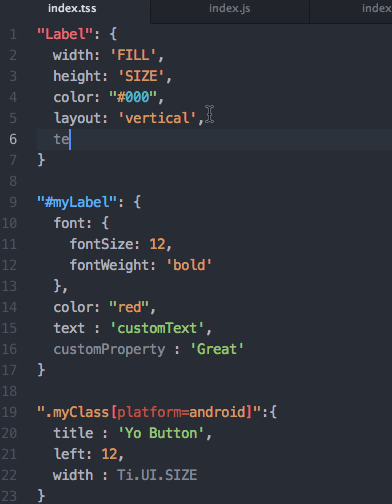 index.tss index.js index
1 "Label": {
2 width: 'FILL',
3 height: 'SIZE',
4 color: "#000",
5 layout: 'vertical',
6 te
7 }
8
9 "#myLabel": {
10 font: {
11 fontSize: 12,
12 fontWeight: 'bold'
13 },
14 color: "red",
15 text : 'customText',
16 customProperty : 'Great'
17 }
18
19 ".myClass[platform=android]":{
20 title : 'Yo Button',
21 left: 12,
22 width : Ti.UI.SIZE
23 }